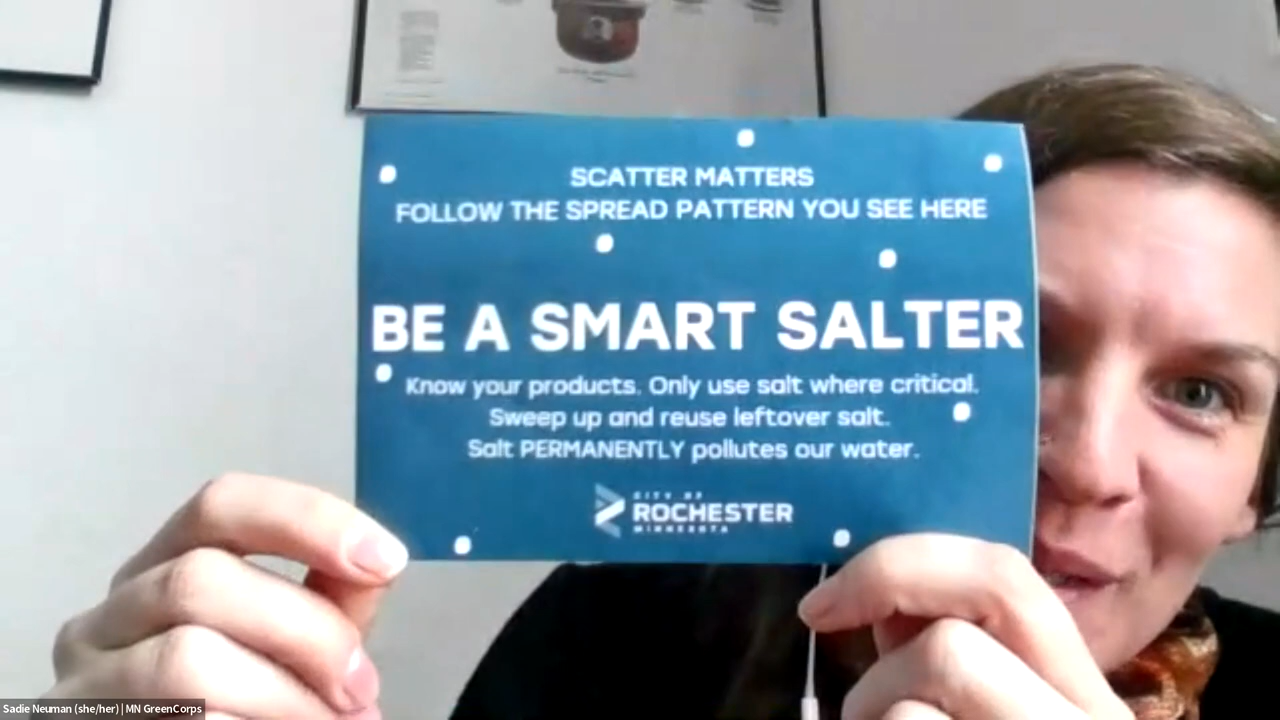 SCATTER MATTERS
FOLLOW THE SPREAD PATTERN YOU SEE HERE
BE A SMART SALTER
Know your products. Only use salt where critical.
Sweep up and reuse leftover salt.
Salt PERMANENTLY pollutes our water.
CITY OF
ROCHESTER
MINNESOTA
Sadie Neuman (she/her) | MN GreenCorps